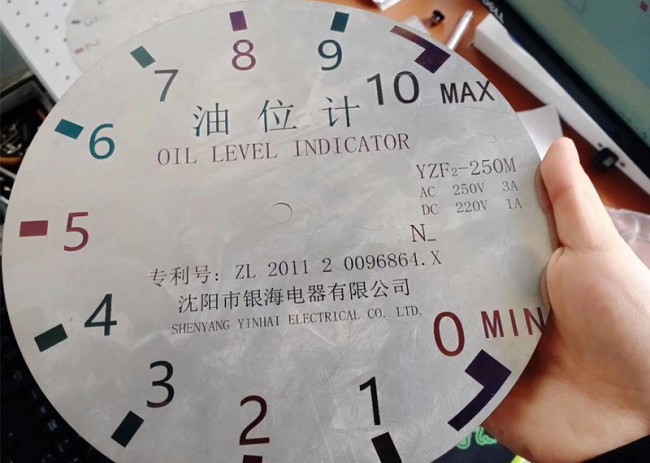 油位计
OIL LEVEL INDICATOR
10 MAX
9
8
7
6
5
4
3
2
1
0 MIN
YZF2-250M
AC 250V 3A
DC 220V 1A
N_
专利号: ZL 2011 2 0096864.X
沈阳市银海电器有限公司
SHENYANG YINHAI ELECTRICAL CO. LTD.
DELL